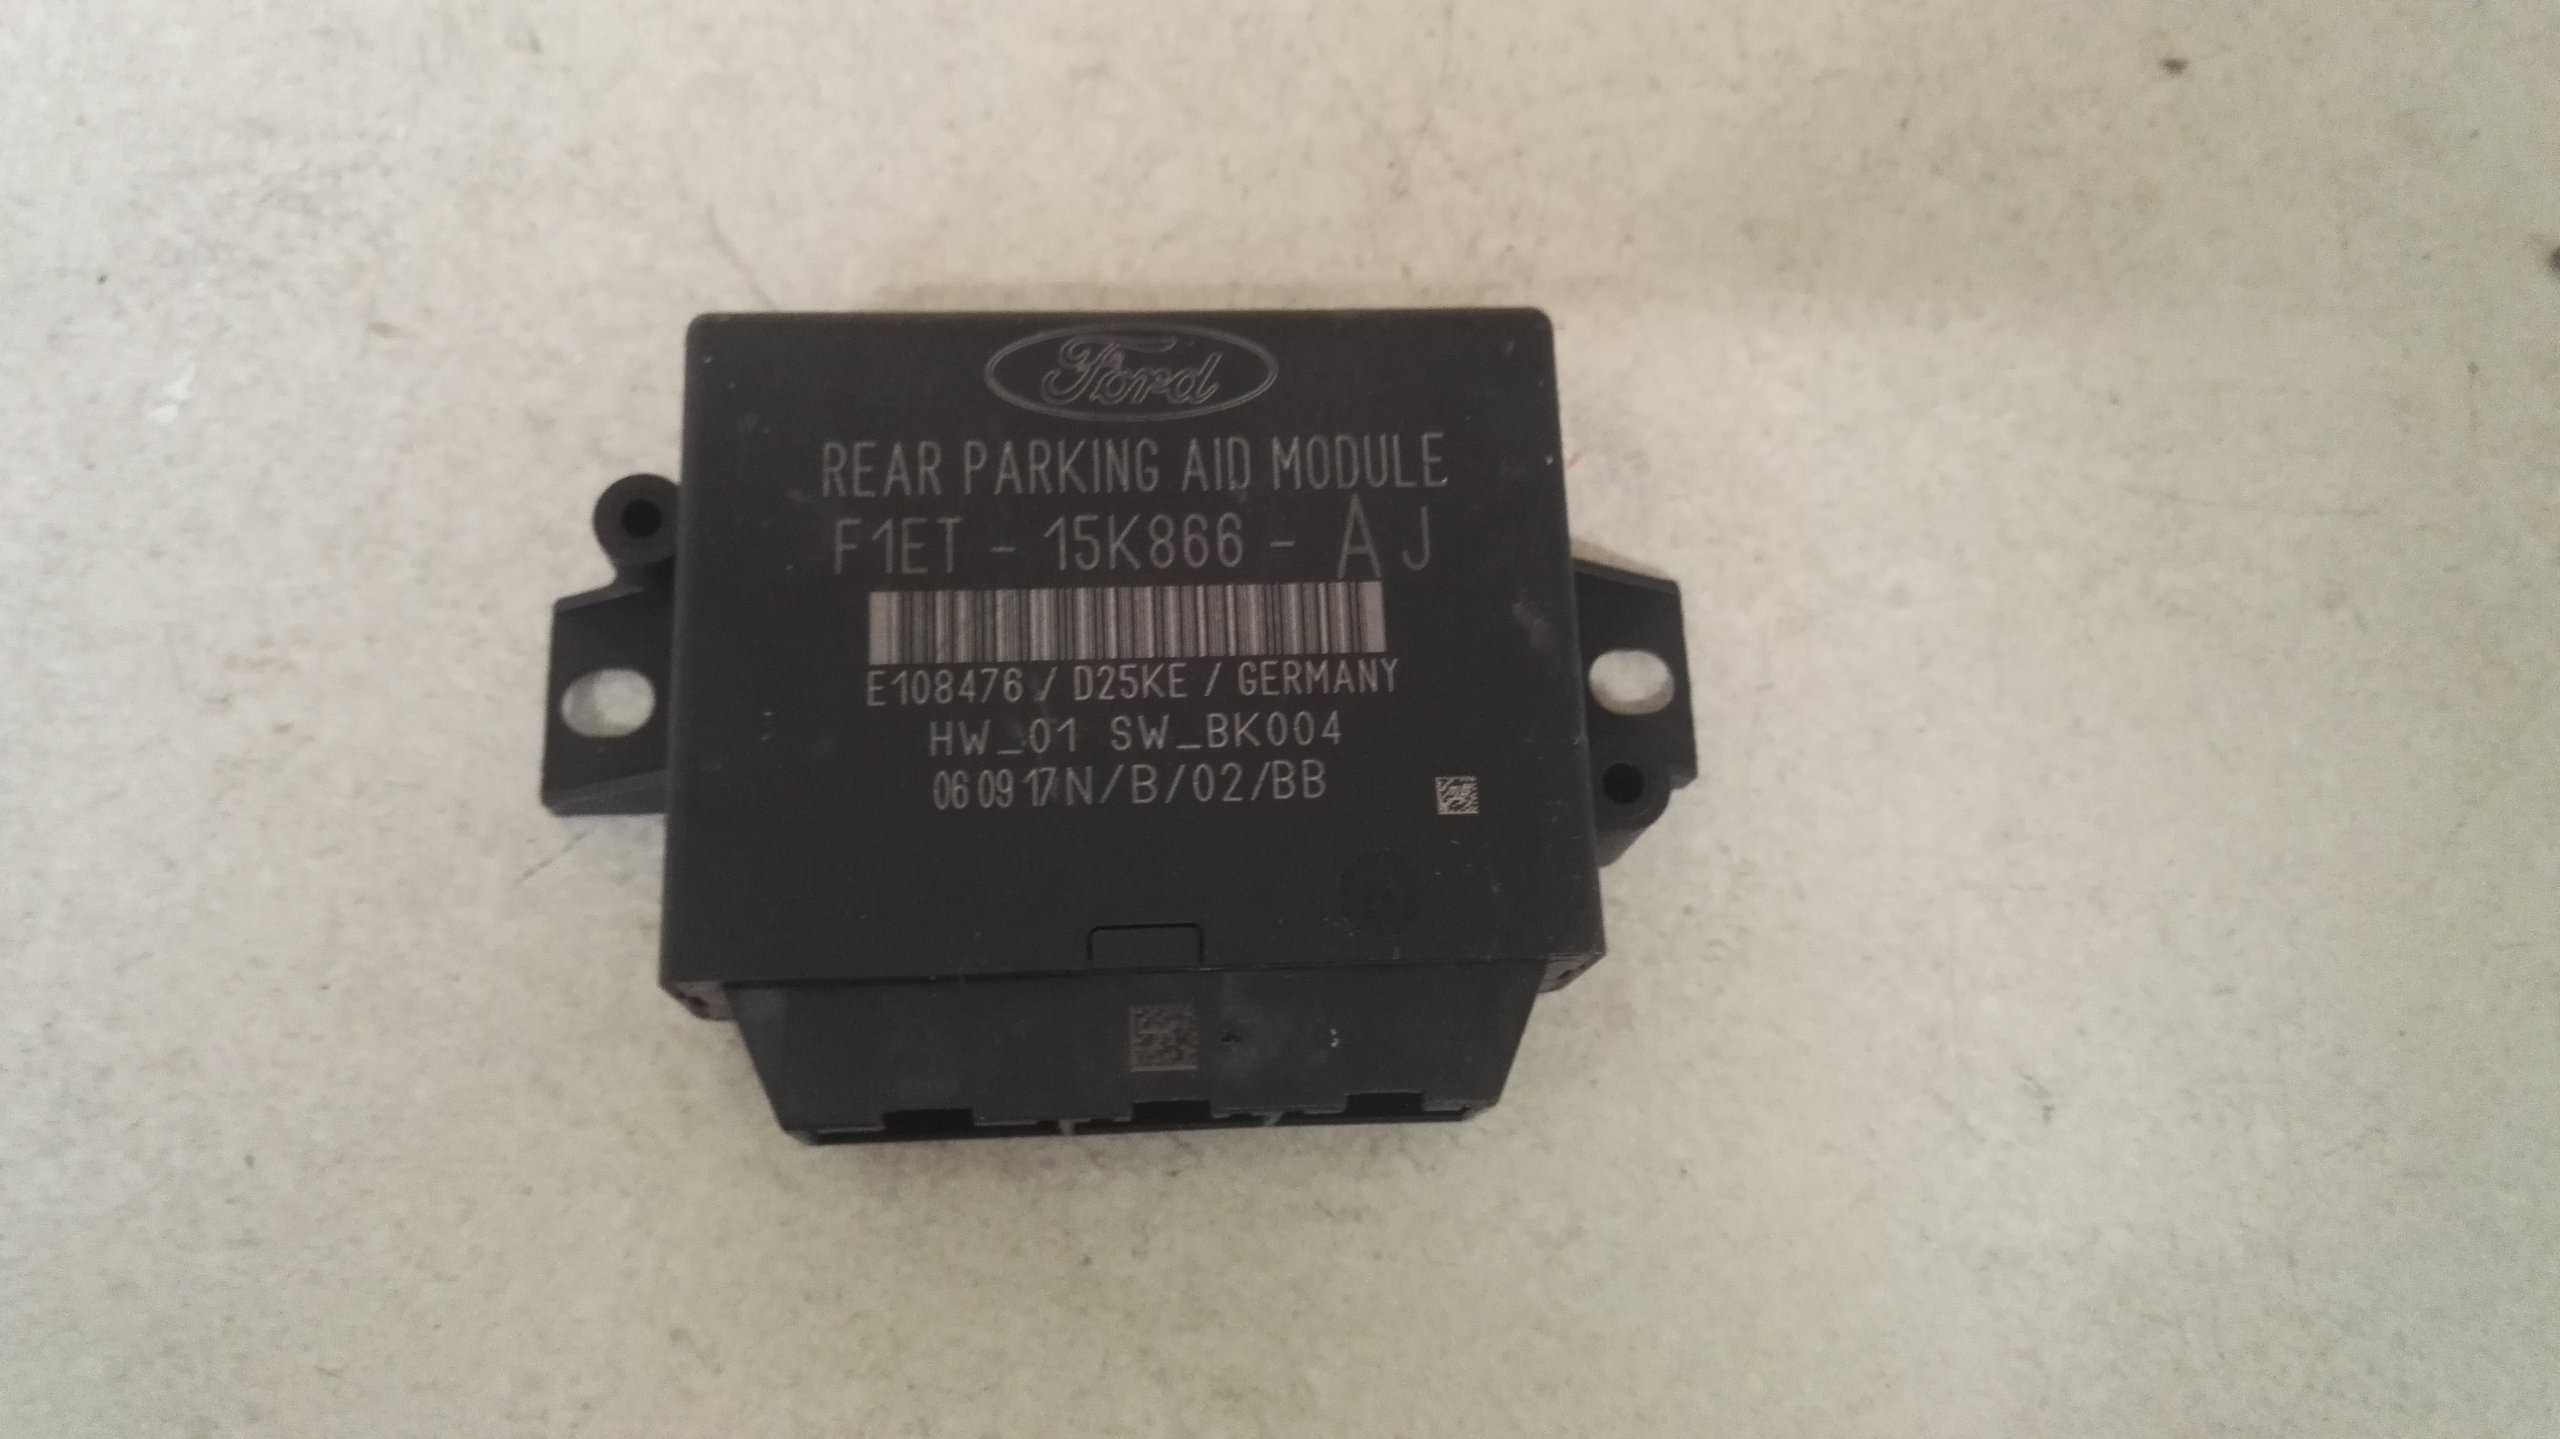 Ford
REAR PARKING AID MODULE
F1ET - 15K866 - AJ
E108476 / D25KE / GERMANY
HW_01 SW_BK004
06 09 17 N/B/02/BB